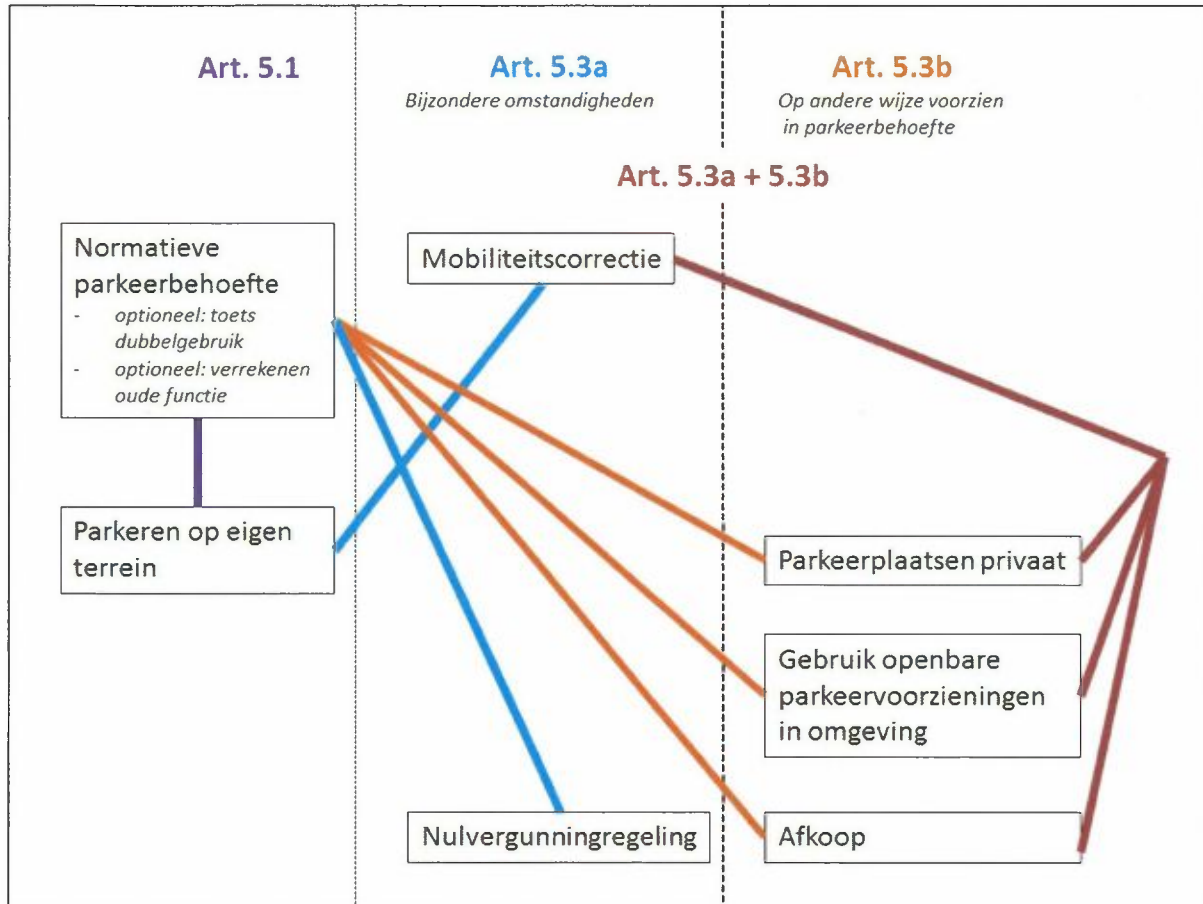 Art. 5.1
Art. 5.3a
Bijzondere omstandigheden
Art. 5.3b
Op andere wijze voorzien
in parkeerbehoefte
Art. 5.3a + 5.3b
Normatieve
parkeerbehoefte
- optioneel: toets
dubbelgebruik
- optioneel: verrekenen
oude functie
Mobiliteitscorrectie
Parkeren op eigen
terrein
Parkeerplaatsen privaat
Gebruik openbare
parkeervoorzieningen
in omgeving
Nulvergunningregeling
Afkoop